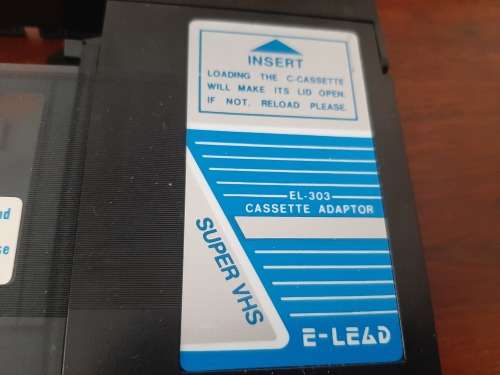 INSERT
LOADING THE C-CASSETTE
WILL MAKE ITS LID OPEN.
IF NOT. RELOAD PLEASE.
EL-303
CASSETTE ADAPTOR
SUPER VHS
E-LEAD